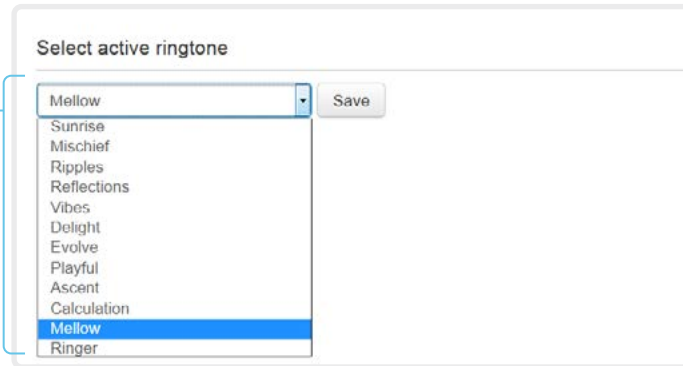 Select active ringtone
Mellow Save
Sunrise
Mischief
Ripples
Reflections
Vibes
Delight
Evolve
Playful
Ascent
Calculation
Mellow
Ringer